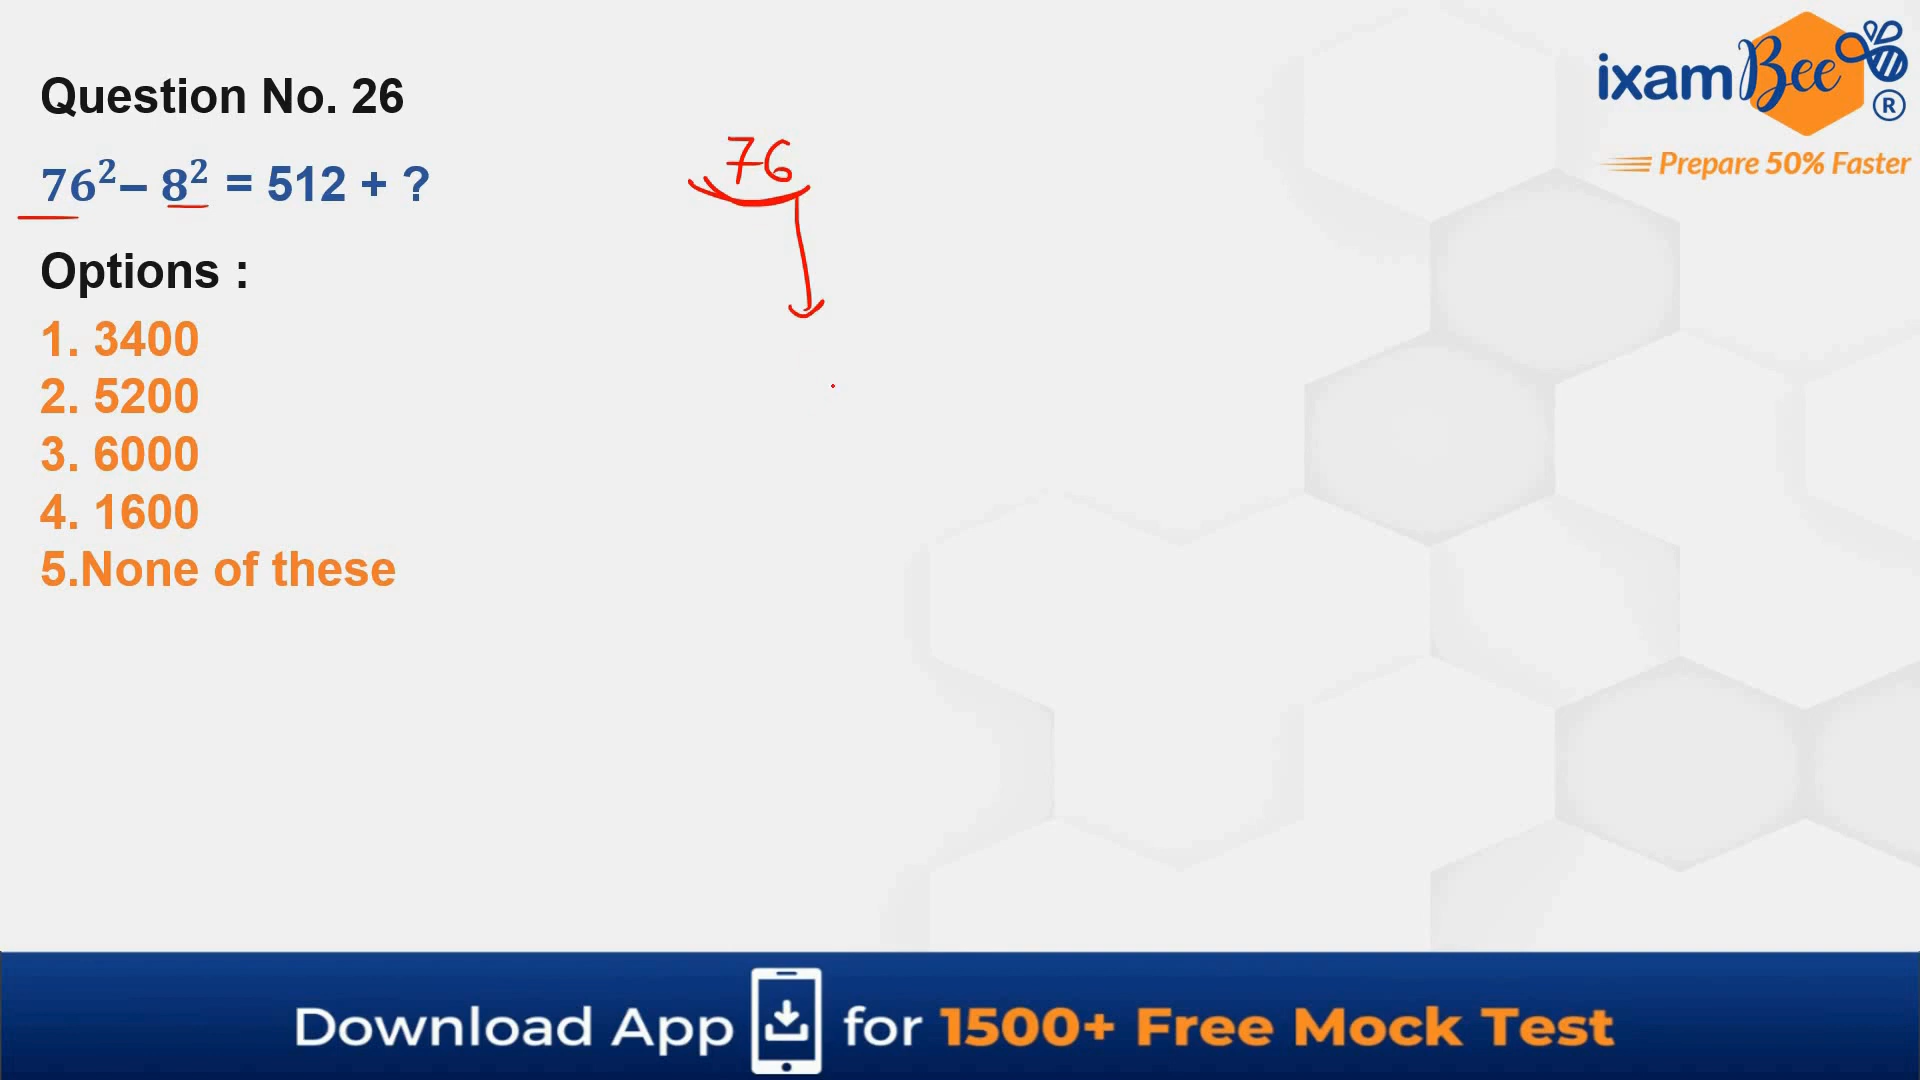 ixamBee®
Prepare 50% Faster
Question No. 26
76² – 8² = 512 + ?
76
Options :
1. 3400
2. 5200
3. 6000
4. 1600
5.None of these
Download App for 1500+ Free Mock Test